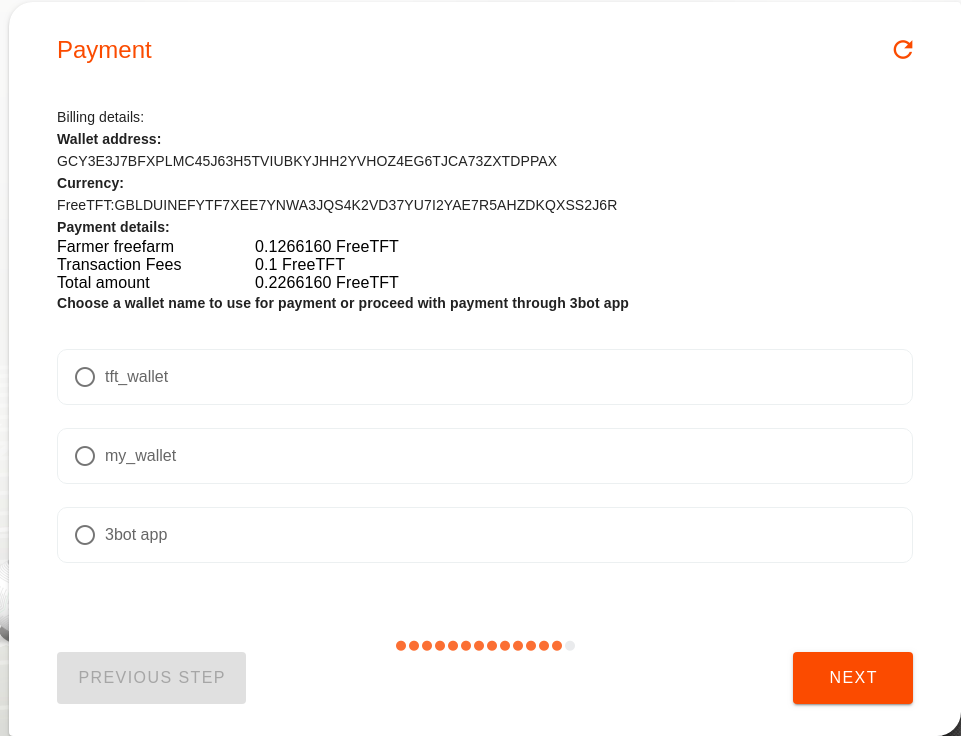 Payment
Billing details:
Wallet address:
GCY3E3J7BFXPLMC45J63H5TVIUBKYJHH2YVHOZ4EG6TJCA73ZXTDPPAX
Currency:
FreeTFT:GBLDUINEFYTF7XEE7YNWA3JQS4K2VD37YU7I2YAE7R5AHZDKQXSS2J6R
Payment details:
Farmer freefarm 0.1266160 FreeTFT
Transaction Fees 0.1 FreeTFT
Total amount 0.2266160 FreeTFT
Choose a wallet name to use for payment or proceed with payment through 3bot app
tft_wallet
my_wallet
3bot app
PREVIOUS STEP
NEXT